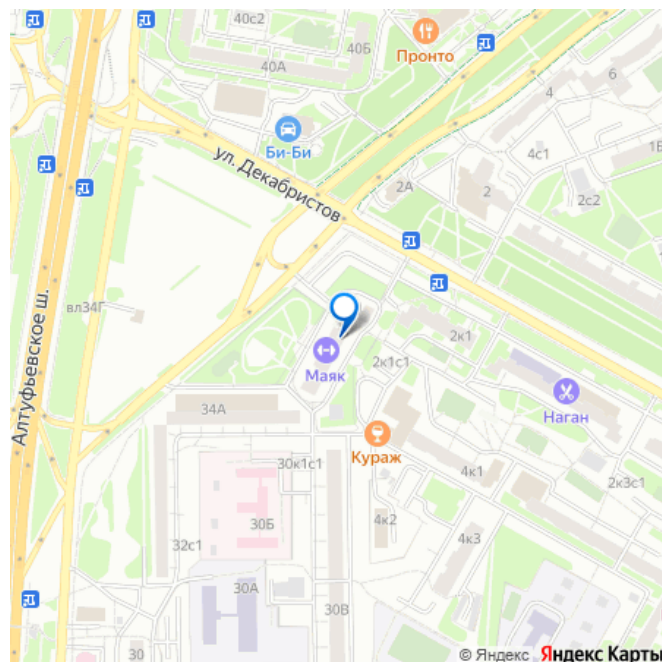 40с2
40Б
Пронто
40А
6
4
Би-Би
ул. Декабристов
4с1
1Б
2А
2
2с2
вл34Г
Алтуфьевское ш.
2к1
Маяк
2к1с1
34А
Наган
Кураж
30к1с1
4к1
2к3с1
30Б
4к2
32с1
4к3
30А
30В
30
© Яндекс Яндекс Карты